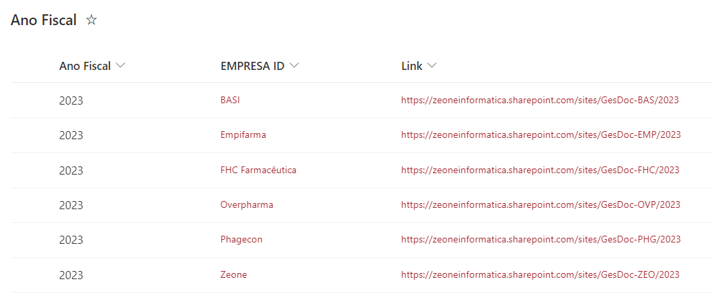 Ano Fiscal
Ano Fiscal EMPRESA ID Link
2023 BASI https://zeoneinformatica.sharepoint.com/sites/GesDoc-BAS/2023
2023 Empifarma https://zeoneinformatica.sharepoint.com/sites/GesDoc-EMP/2023
2023 FHC Farmacêutica https://zeoneinformatica.sharepoint.com/sites/GesDoc-FHC/2023
2023 Overpharma https://zeoneinformatica.sharepoint.com/sites/GesDoc-OVP/2023
2023 Phagecon https://zeoneinformatica.sharepoint.com/sites/GesDoc-PHG/2023
2023 Zeone https://zeoneinformatica.sharepoint.com/sites/GesDoc-ZEO/2023